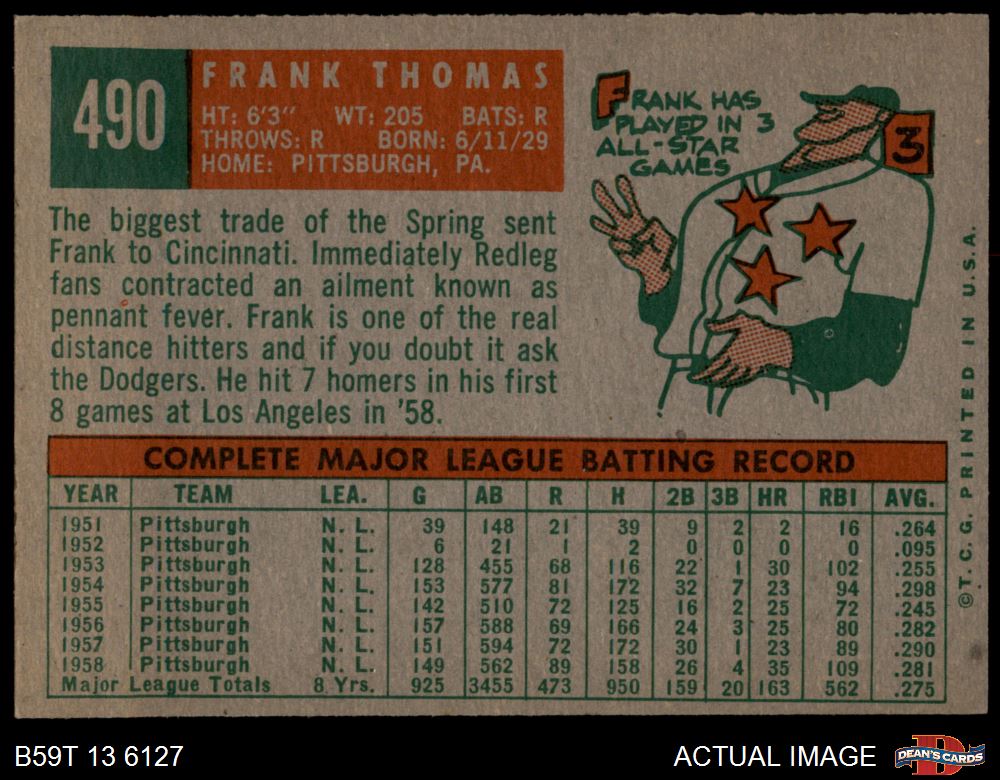 490
FRANK THOMAS
HT: 6'3" WT: 205 BATS: R
THROWS: R BORN: 6/11/29
HOME: PITTSBURGH, PA.
The biggest trade of the Spring sent
Frank to Cincinnati. Immediately Redleg
fans contracted an ailment known as
pennant fever. Frank is one of the real
distance hitters and if you doubt it ask
the Dodgers. He hit 7 homers in his first
8 games at Los Angeles in '58.
FRANK HAS
PLAYED IN 3
ALL-STAR
GAMES
3
COMPLETE MAJOR LEAGUE BATTING RECORD
YEAR TEAM LEA. G AB R H 2B 3B HR RBI AVG.
1951 Pittsburgh N. L. 39 148 21 39 9 2 2 16 .264
1952 Pittsburgh N. L. 6 21 1 2 0 0 0 0 .095
1953 Pittsburgh N. L. 128 455 68 116 22 1 30 102 .255
1954 Pittsburgh N. L. 153 577 81 172 32 7 23 94 .298
1955 Pittsburgh N. L. 142 510 72 125 16 2 25 72 .245
1956 Pittsburgh N. L. 157 588 69 166 24 3 25 80 .282
1957 Pittsburgh N. L. 151 594 72 172 30 1 23 89 .290
1958 Pittsburgh N. L. 149 562 89 158 26 4 35 109 .281
Major League Totals 8 Yrs. 925 3455 473 950 159 20 163 562 .275
©T. C. G. PRINTED IN U.S.A.
B59T 13 6127
ACTUAL IMAGE
DEAN'S CARDS